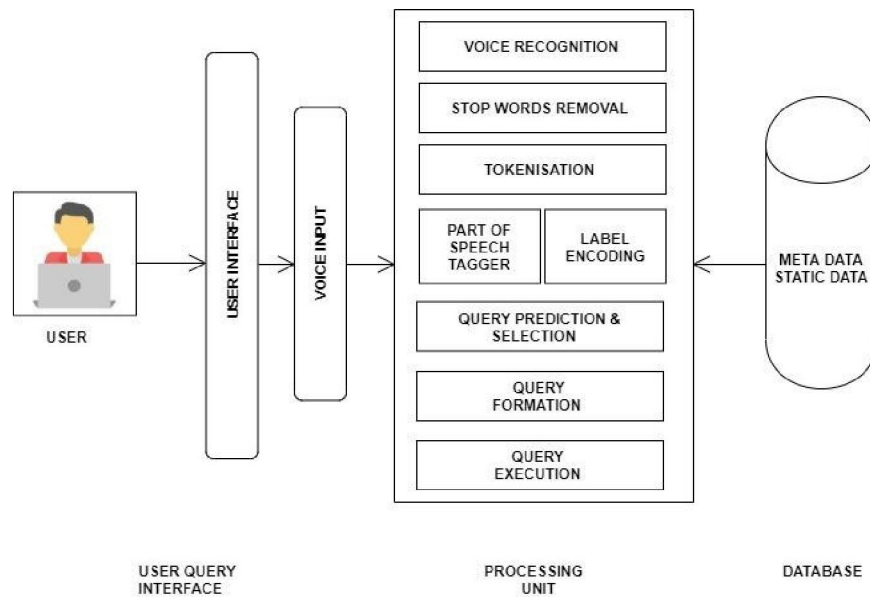 USER
USER INTERFACE
VOICE INPUT
VOICE RECOGNITION
STOP WORDS REMOVAL
TOKENISATION
PART OF
SPEECH
TAGGER
LABEL
ENCODING
QUERY PREDICTION &
SELECTION
QUERY
FORMATION
QUERY
EXECUTION
META DATA
STATIC DATA
USER QUERY
INTERFACE
PROCESSING
UNIT
DATABASE